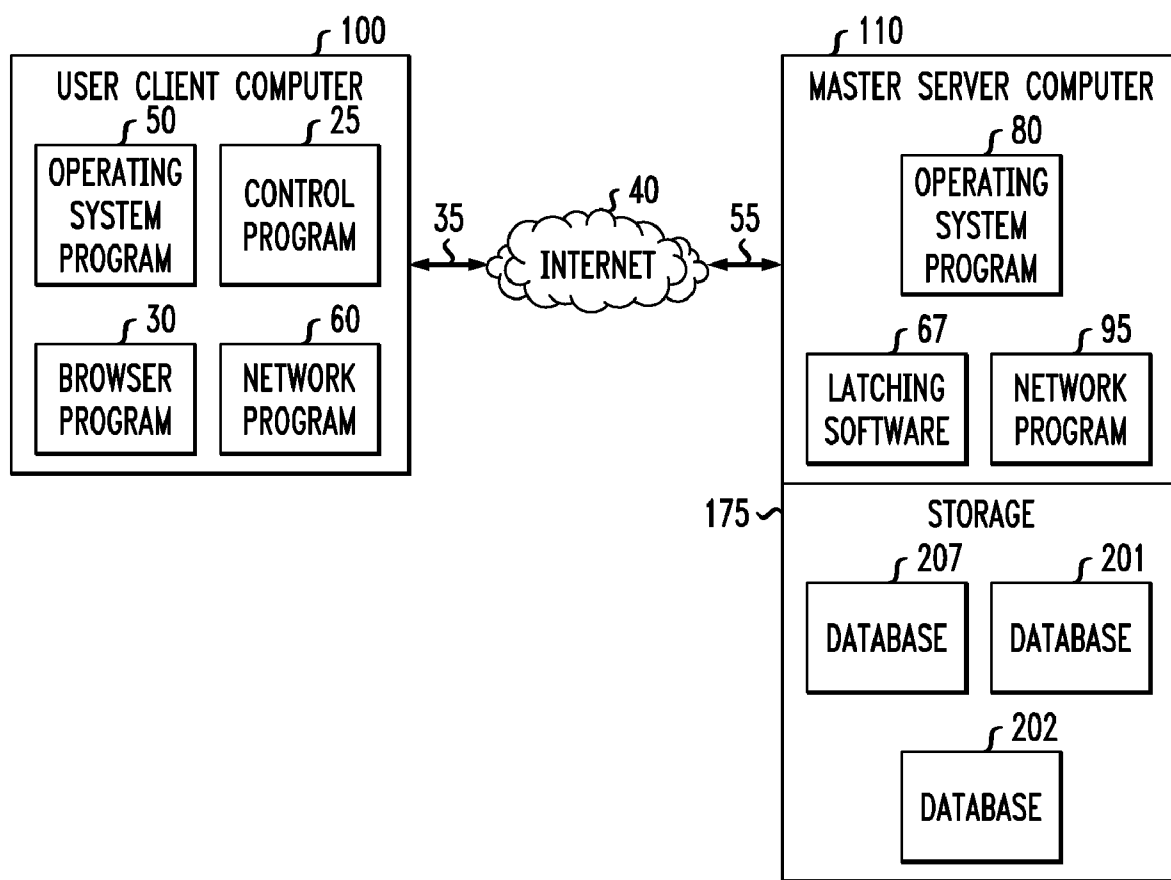 100
USER CLIENT COMPUTER
50
OPERATING
SYSTEM
PROGRAM
25
CONTROL
PROGRAM
30
BROWSER
PROGRAM
60
NETWORK
PROGRAM
35
40
INTERNET
55
110
MASTER SERVER COMPUTER
80
OPERATING
SYSTEM
PROGRAM
67
LATCHING
SOFTWARE
95
NETWORK
PROGRAM
175
STORAGE
207
DATABASE
201
DATABASE
202
DATABASE